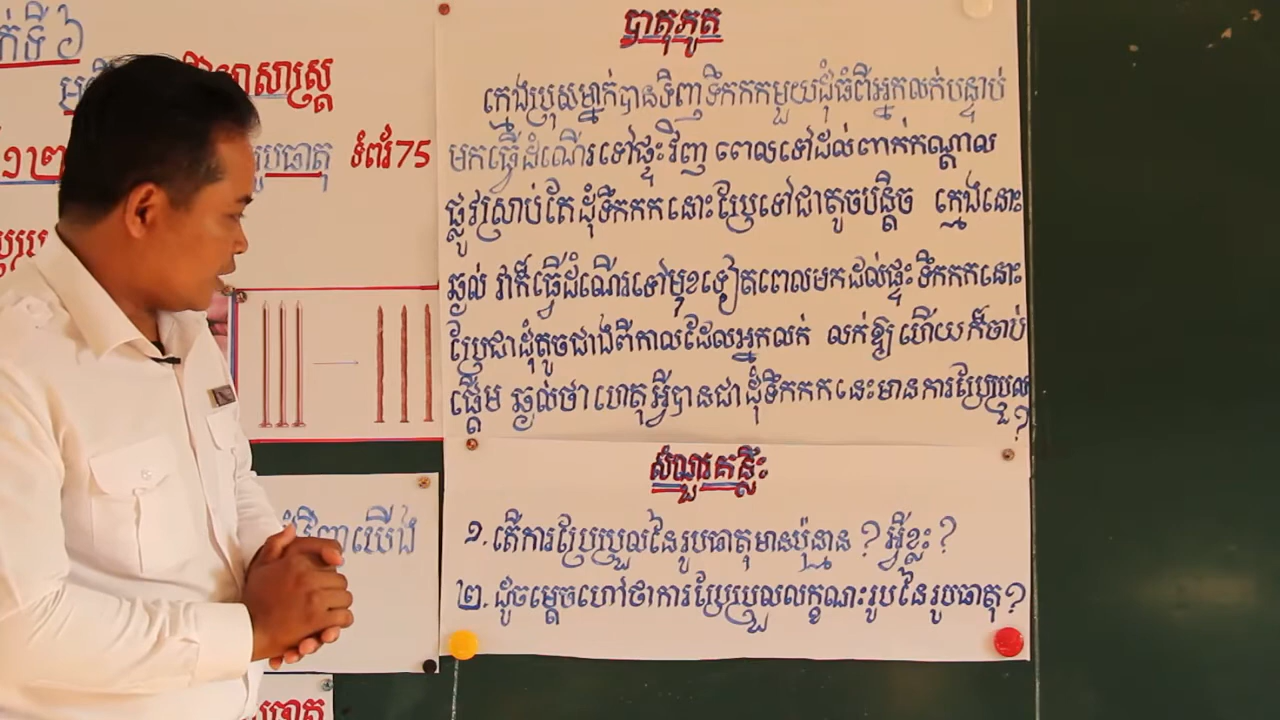 ក់ទី ៦
សាស្ត្រ
១២
រូបធាតុ ទំព័រ 75
បាតុភូត
ក្មេងប្រុសម្នាក់បានទិញទឹកកកមួយដុំធំពីអ្នកលក់បន្ទាប់
មកធ្វើដំណើរទៅផ្ទះវិញ ពេលទៅដល់ពាក់កណ្ដាល
ផ្លូវស្រាប់តែដុំទឹកកកនោះប្រែទៅជាតូចបន្តិច ក្មេងនោះ
ឆ្ងល់ វាក៏ធ្វើដំណើរទៅមុខទៀតពេលមកដល់ផ្ទះទឹកកកនោះ
ប្រែជាដុំតូចជាងពីកាលដែលអ្នកលក់ លក់ឱ្យហើយក៏ចាប់
ផ្ដើម ឆ្ងល់ថា ហេតុអ្វីបានជាដុំទឹកកកនេះមានការប្រែប្រួល ?
សំណួរគន្លឹះ
១. តើការប្រែប្រួលនៃរូបធាតុមានប៉ុន្មាន ? អ្វីខ្លះ ?
២. ដូចម្ដេចហៅថាការប្រែប្រួលលក្ខណៈរូបនៃរូបធាតុ ?
វិញយើង